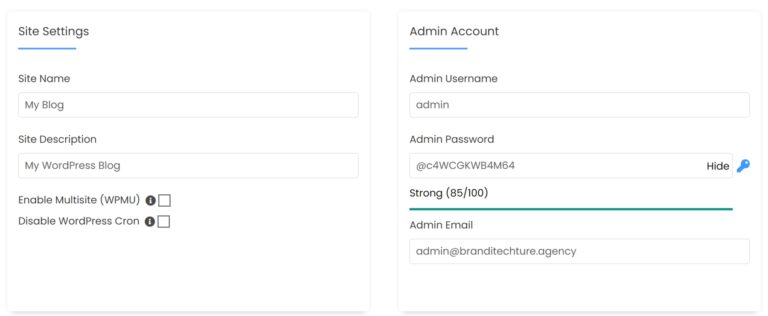 Site Settings
Site Name
My Blog
Site Description
My WordPress Blog
Enable Multisite (WPMU)
Disable WordPress Cron
Admin Account
Admin Username
admin
Admin Password
@c4WCGKWB4M64 Hide
Strong (85/100)
Admin Email
admin@branditechture.agency